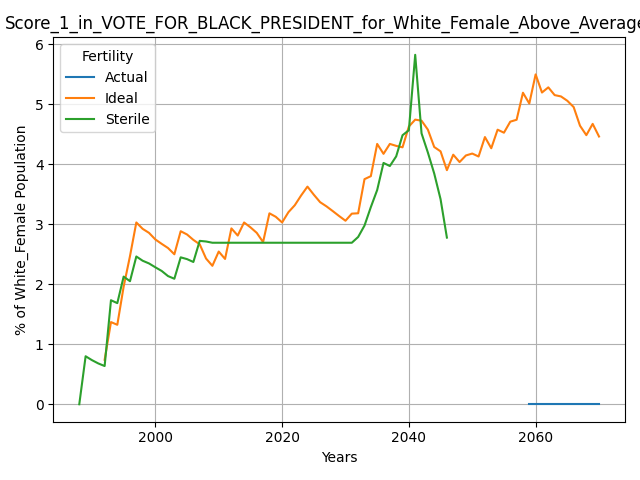 Score_1_in_VOTE_FOR_BLACK_PRESIDENT_for_White_Female_Above_Average
Fertility
Actual
Ideal
Sterile
% of White_Female Population
6
5
4
3
2
1
0
2000 2020 2040 2060
Years